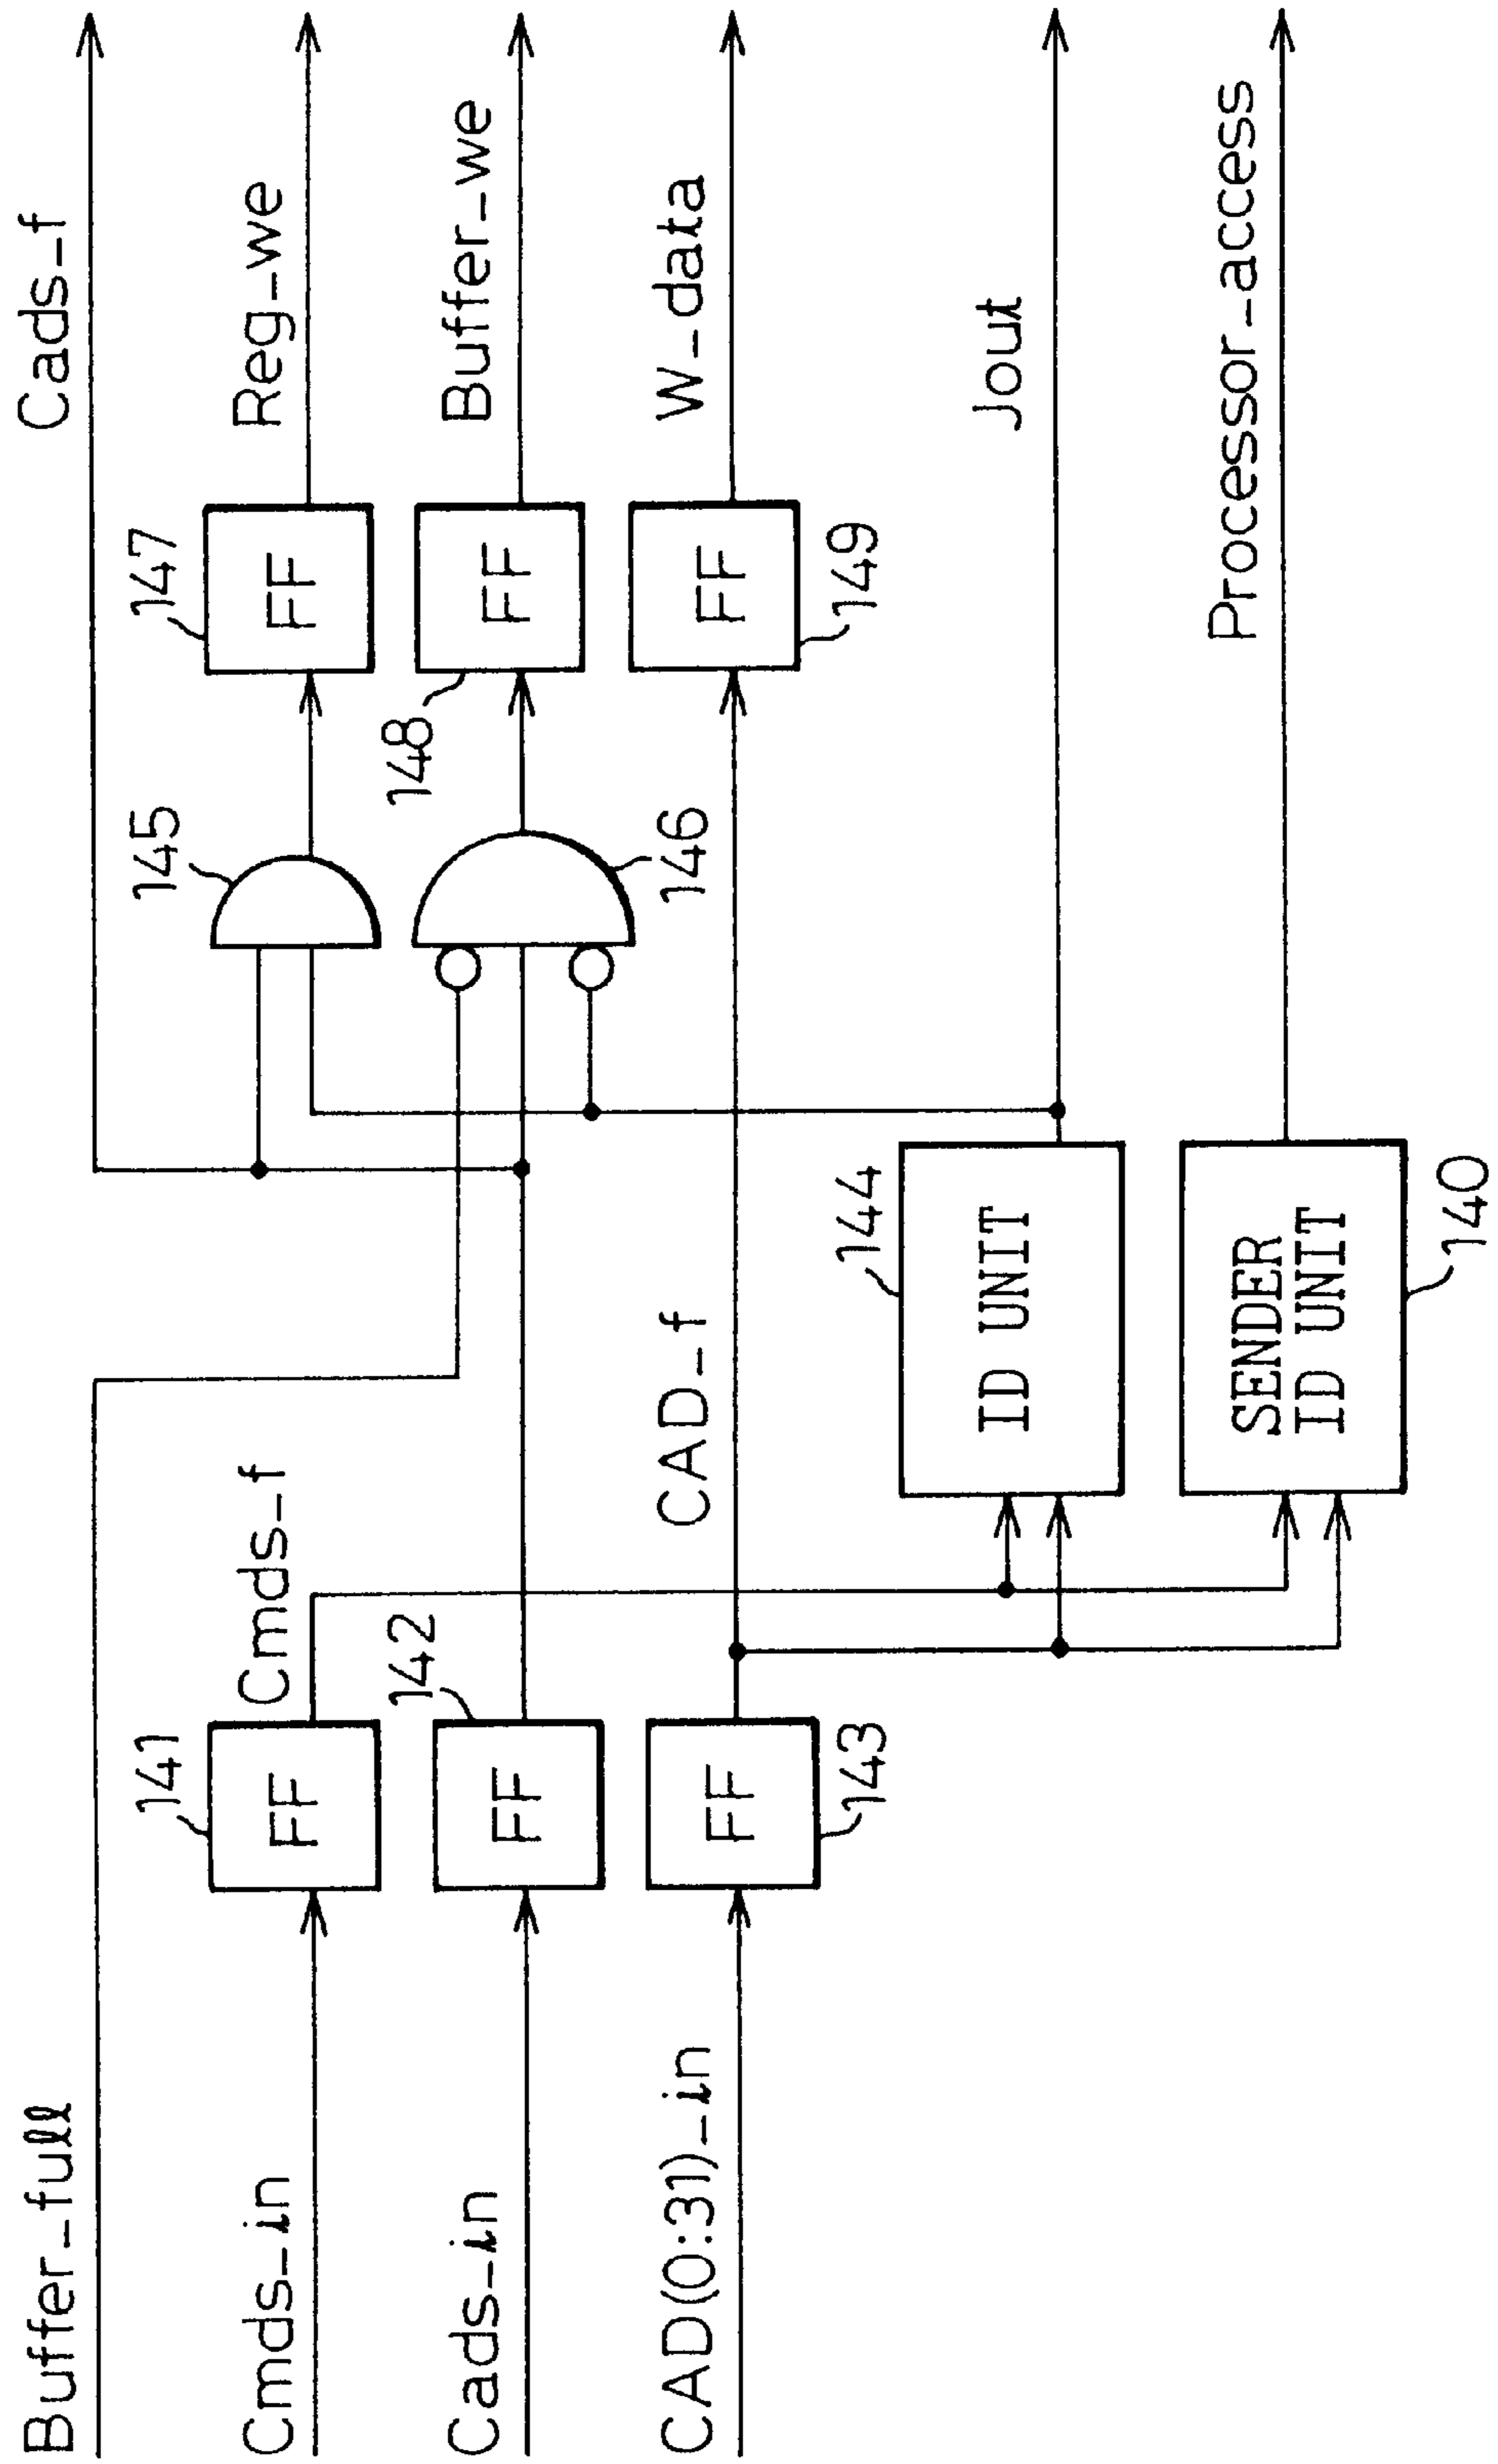 Buffer_full
Cmds_in
Cads_in
CAD(0:31)_in
141
FF
142
FF
143
FF
Cmds_f
CAD_f
144
ID UNIT
140
SENDER
ID UNIT
145
146
147
FF
148
FF
149
FF
Cads_f
Reg_we
Buffer_we
W_data
Jout
Processor_access